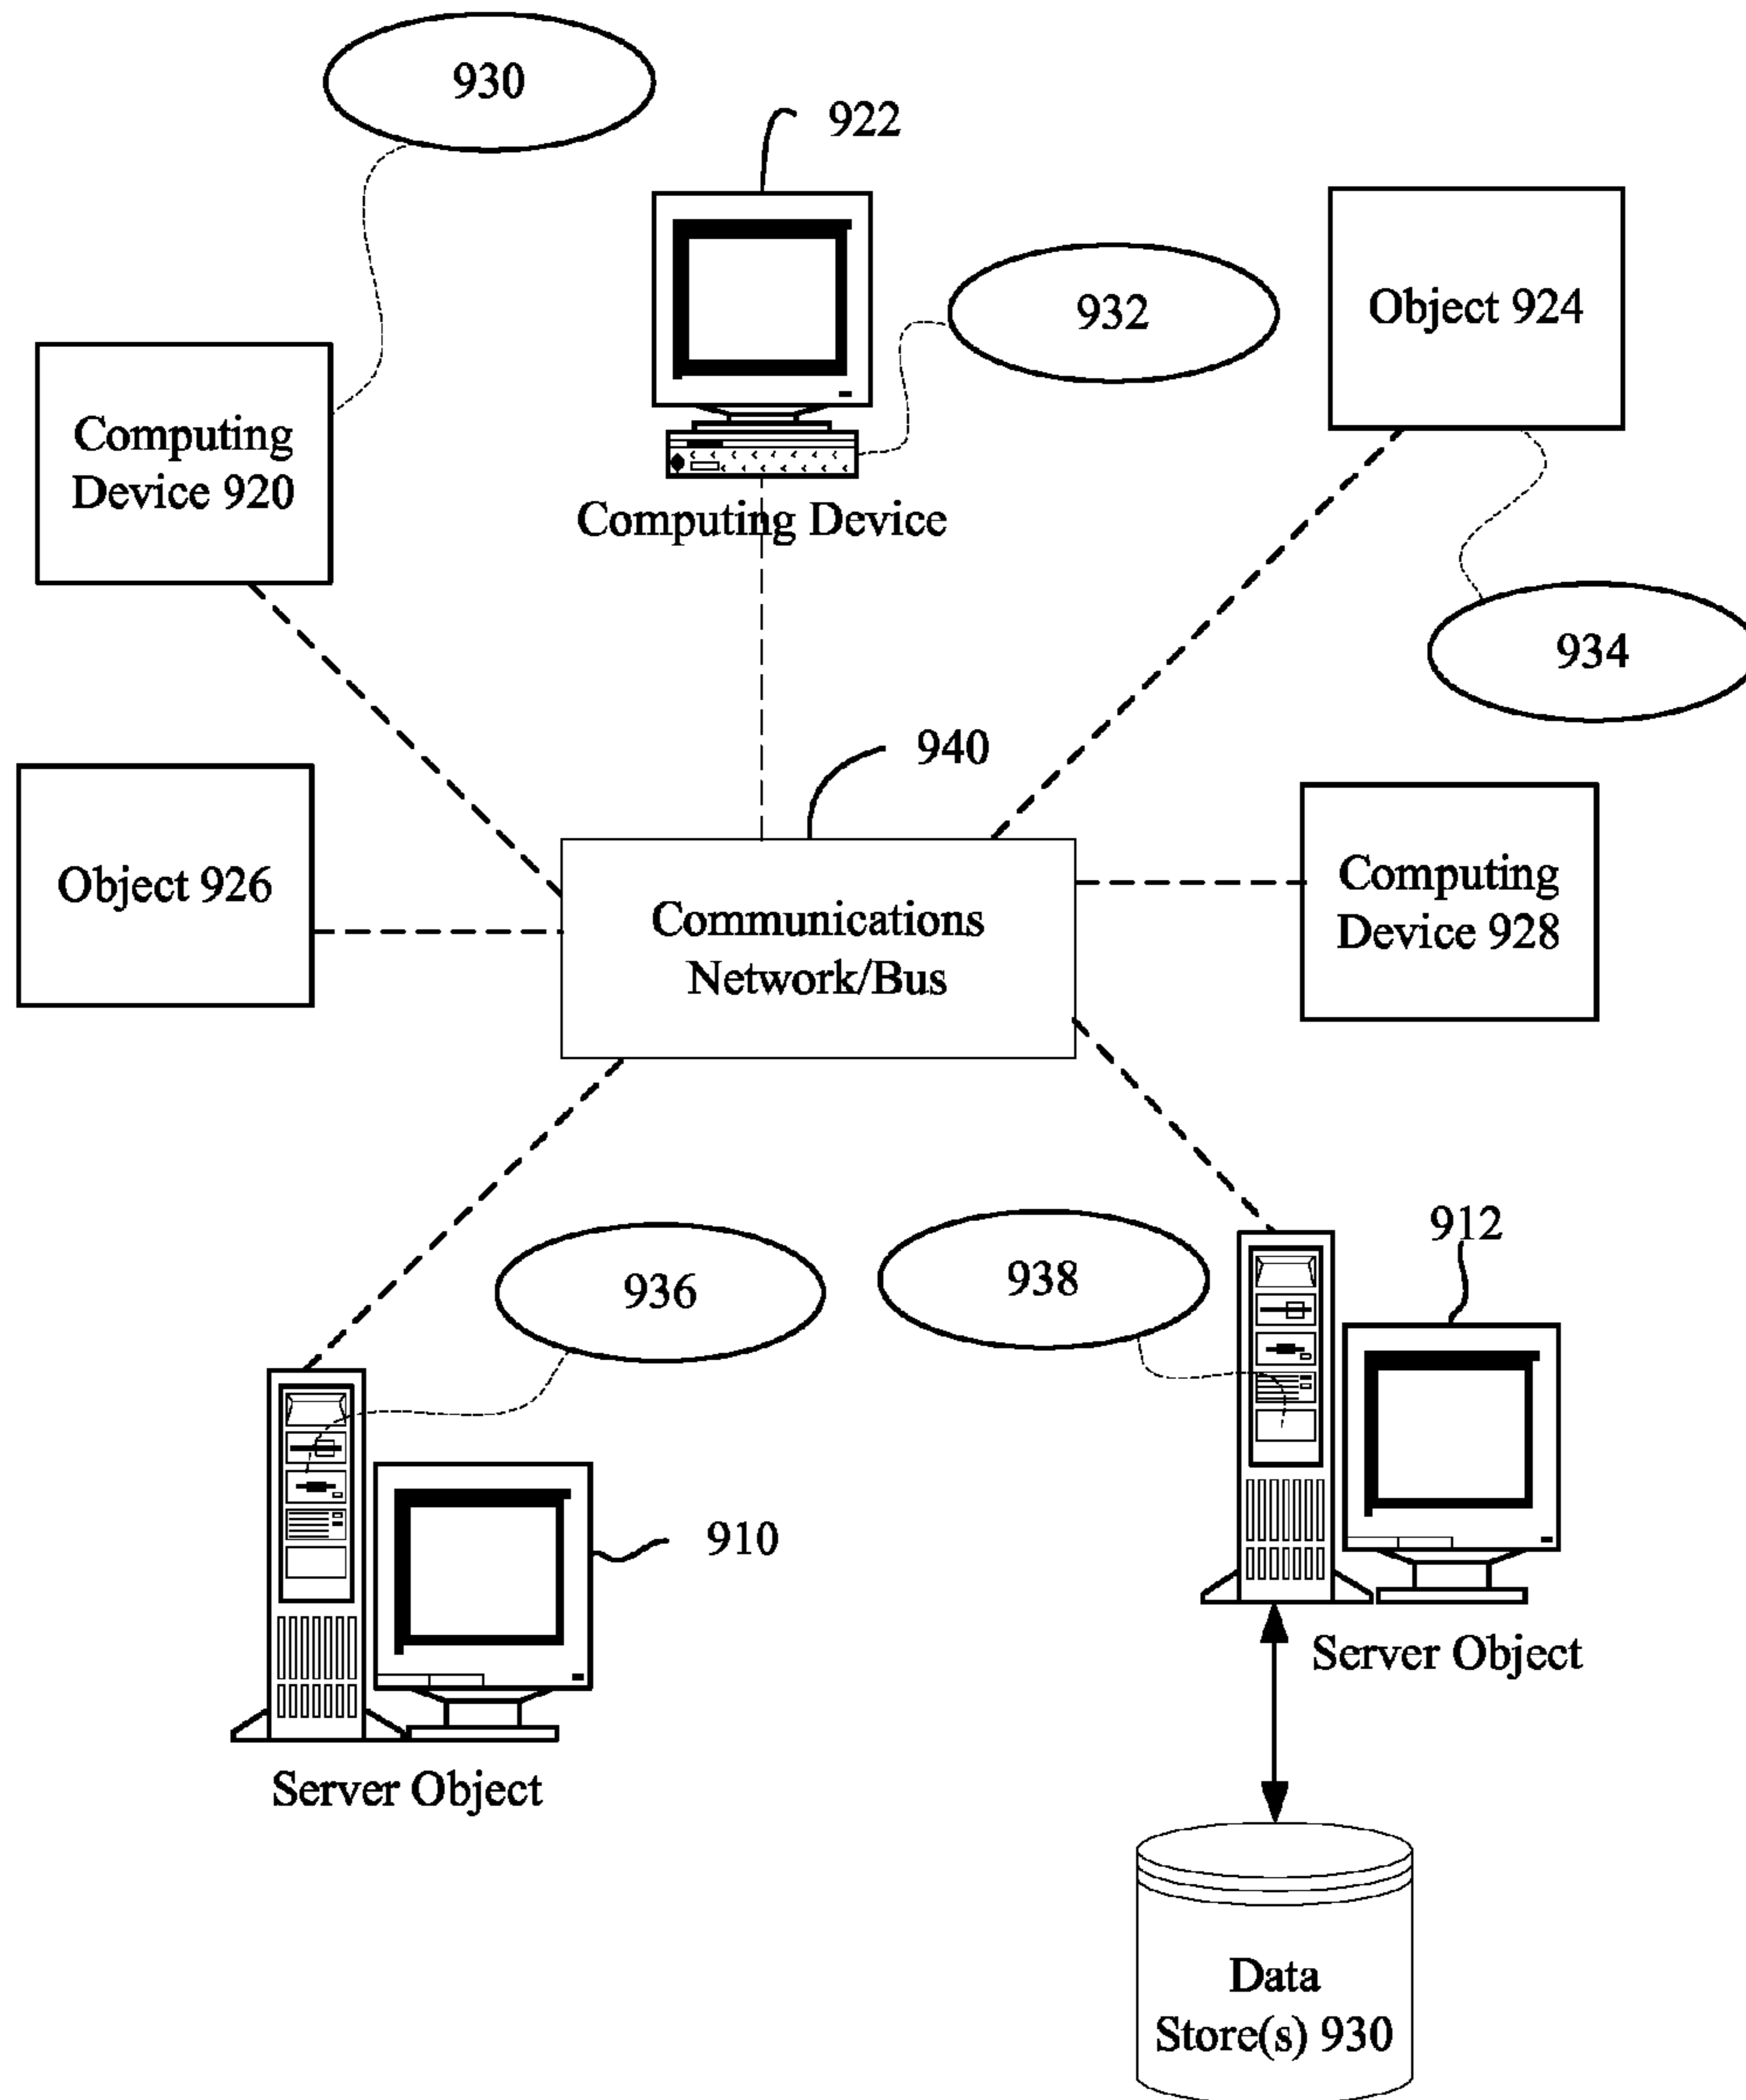 930
922
932
Object 924
Computing
Device 920
Computing Device
934
940
Object 926
Communications
Network/Bus
Computing
Device 928
936
938
912
910
Server Object
Server Object
Data
Store(s) 930